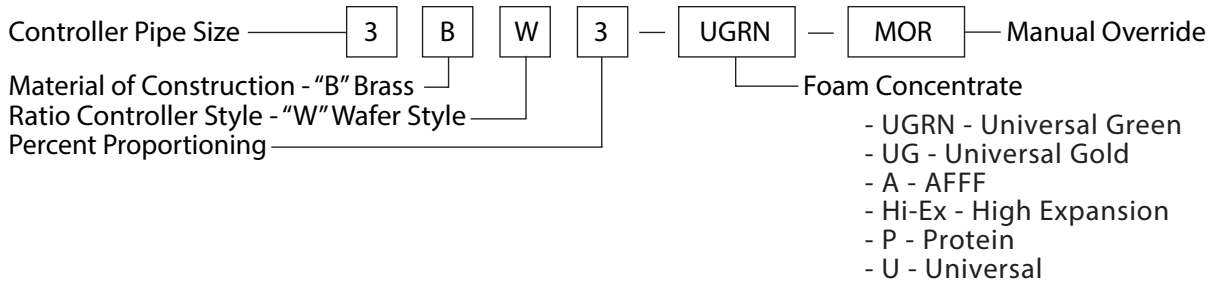 Controller Pipe Size 3 B W 3 — UGRN — MOR Manual Override
Material of Construction - “B” Brass
Foam Concentrate
Ratio Controller Style - “W” Wafer Style
Percent Proportioning
- UGRN - Universal Green
- UG - Universal Gold
- A - AFFF
- Hi-Ex - High Expansion
- P - Protein
- U - Universal